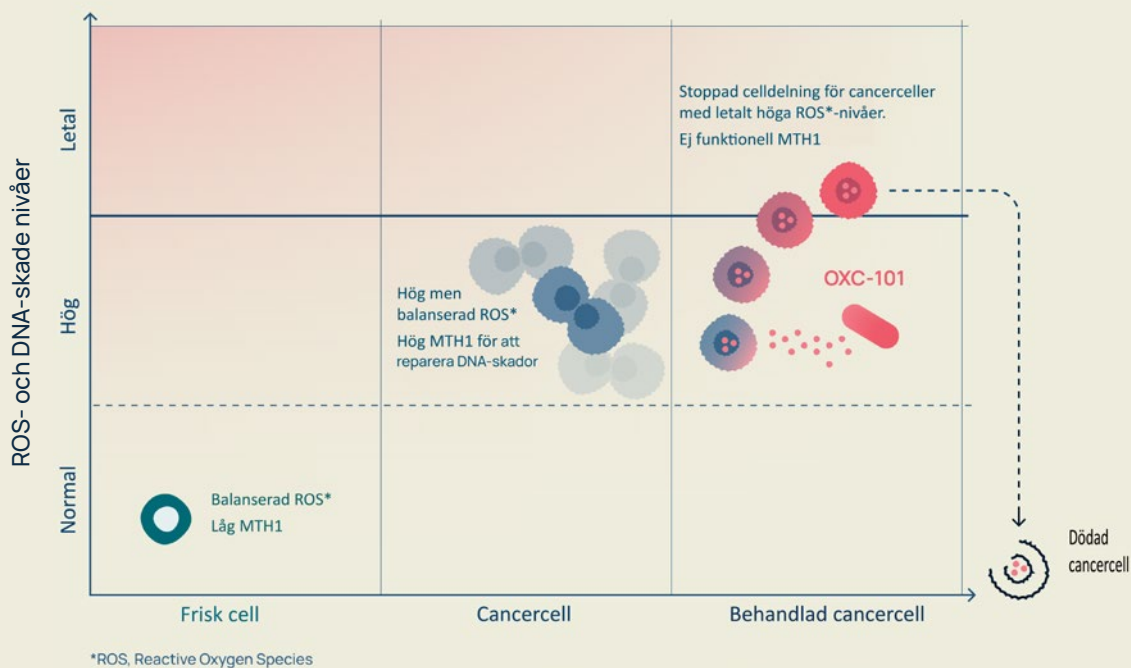 ROS- och DNA-skade nivåer
Letal
Hög
Normal
Stoppad celldelning för cancerceller
med letalt höga ROS*-nivåer.
Ej funktionell MTH1
Hög men
balanserad ROS*
Hög MTH1 för att
reparera DNA-skador
OXC-101
Balanserad ROS*
Låg MTH1
Dödad
cancercell
Frisk cell
Cancercell
Behandlad cancercell
*ROS, Reactive Oxygen Species